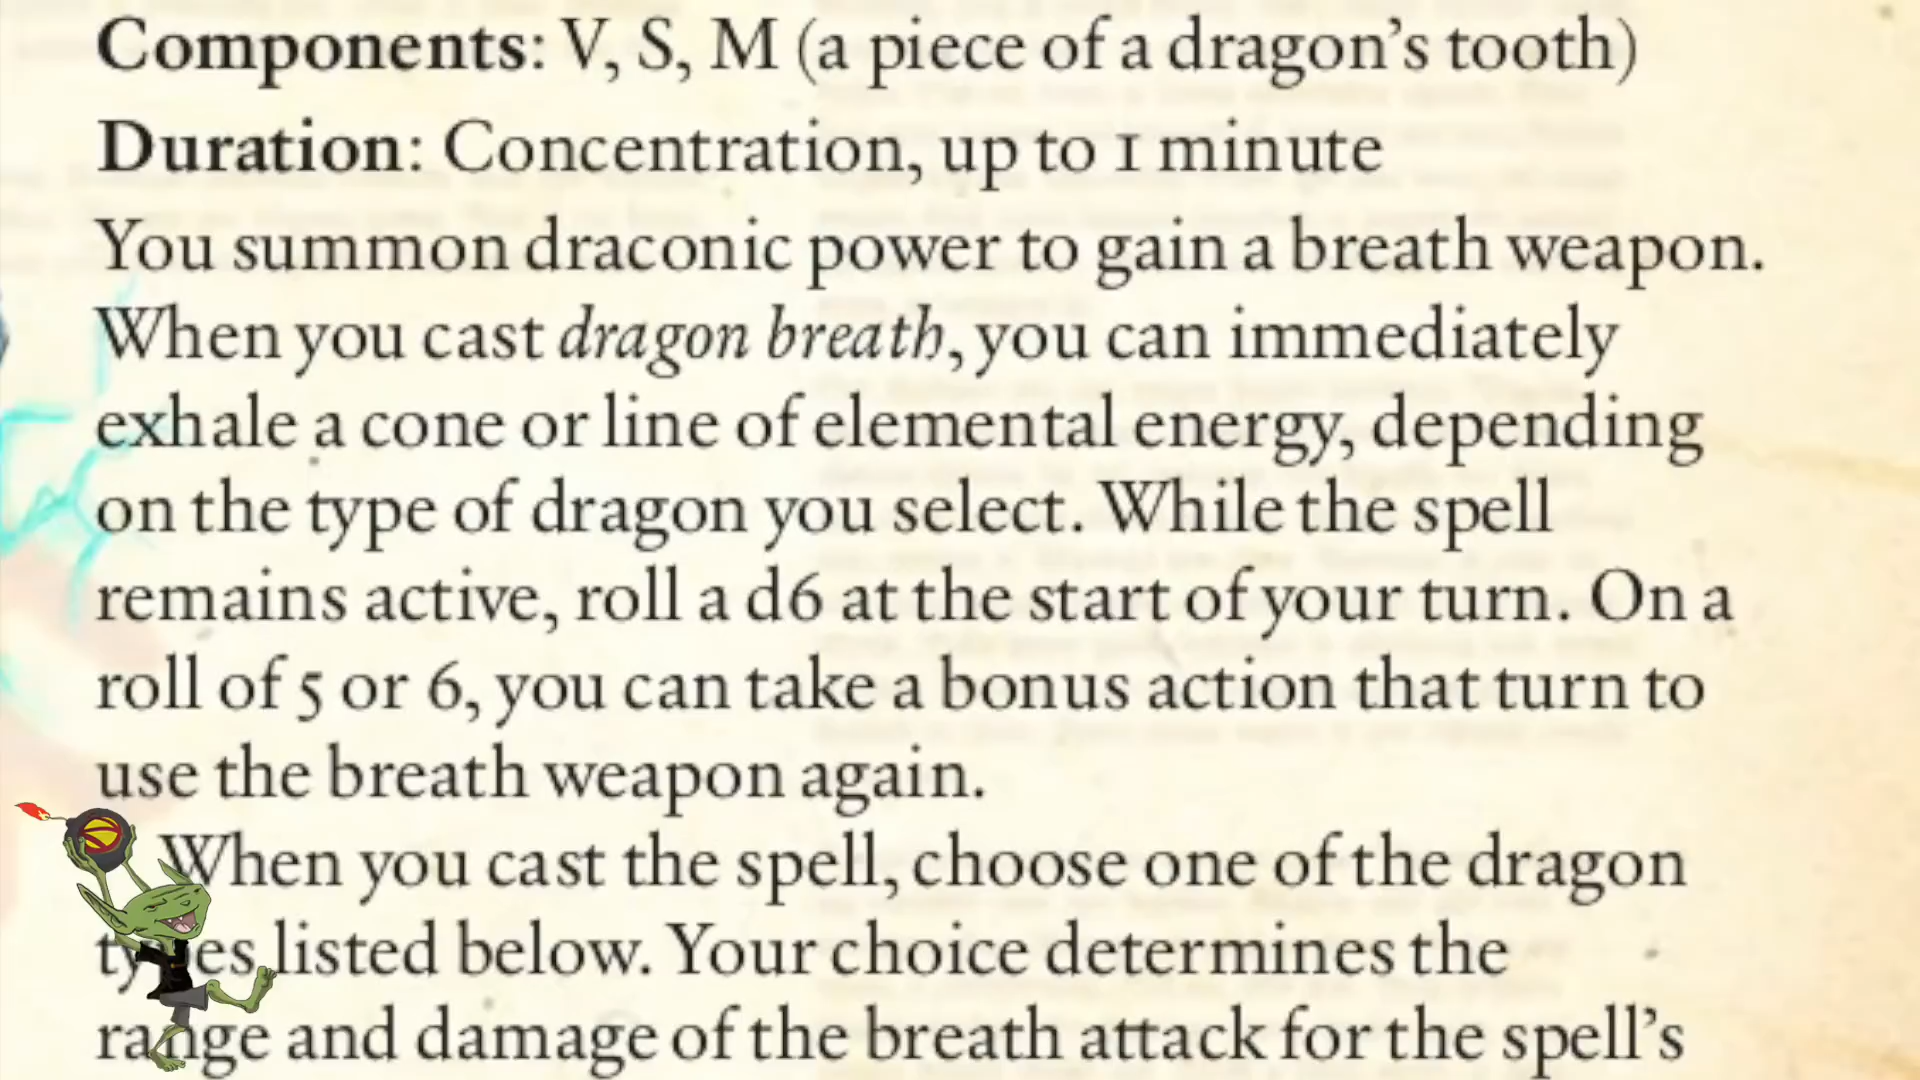 Components: V, S, M (a piece of a dragon’s tooth)
Duration: Concentration, up to 1 minute
You summon draconic power to gain a breath weapon.
When you cast dragon breath, you can immediately
exhale a cone or line of elemental energy, depending
on the type of dragon you select. While the spell
remains active, roll a d6 at the start of your turn. On a
roll of 5 or 6, you can take a bonus action that turn to
use the breath weapon again.
When you cast the spell, choose one of the dragon
types listed below. Your choice determines the
range and damage of the breath attack for the spell’s